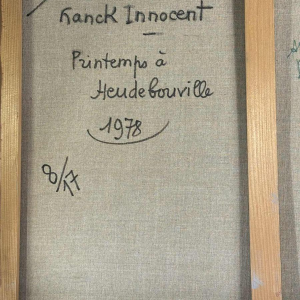 Franck Innocent
Printemps à
Heudebouville
1978
8/17